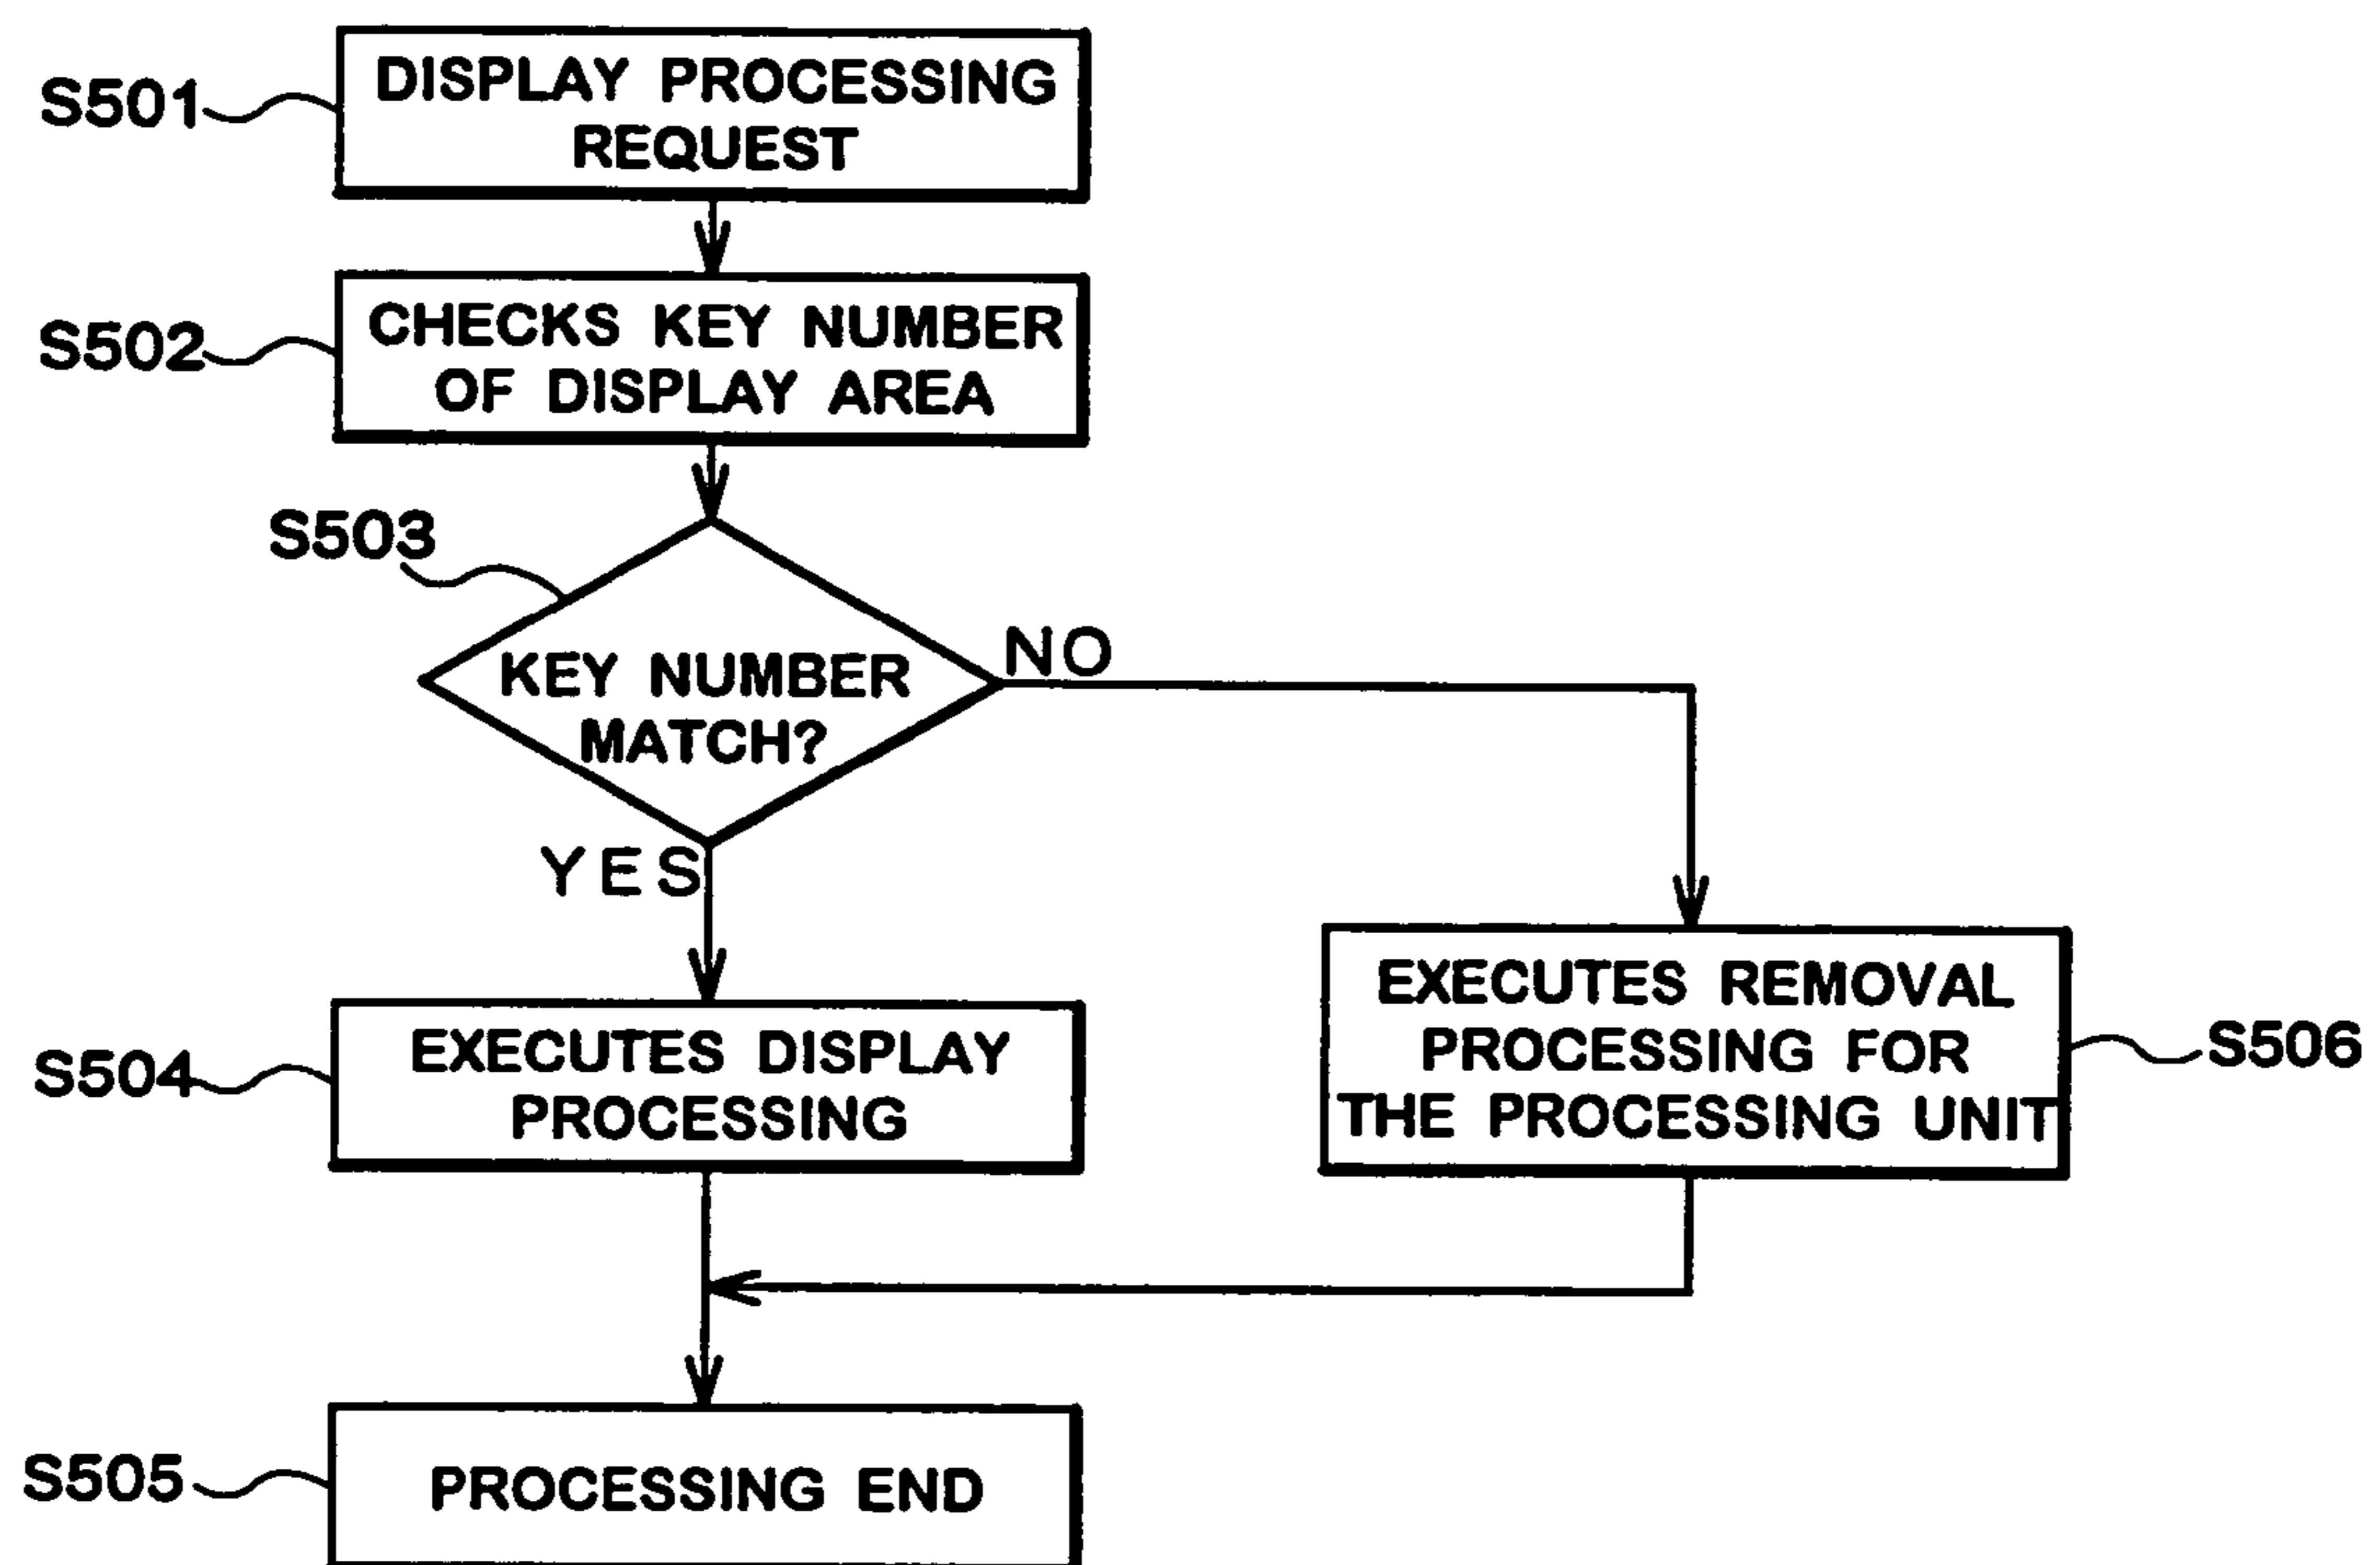 S501
DISPLAY PROCESSING
REQUEST
S502
CHECKS KEY NUMBER
OF DISPLAY AREA
S503
KEY NUMBER
MATCH?
NO
YES
S504
EXECUTES DISPLAY
PROCESSING
EXECUTES REMOVAL
PROCESSING FOR
THE PROCESSING UNIT
S506
S505
PROCESSING END